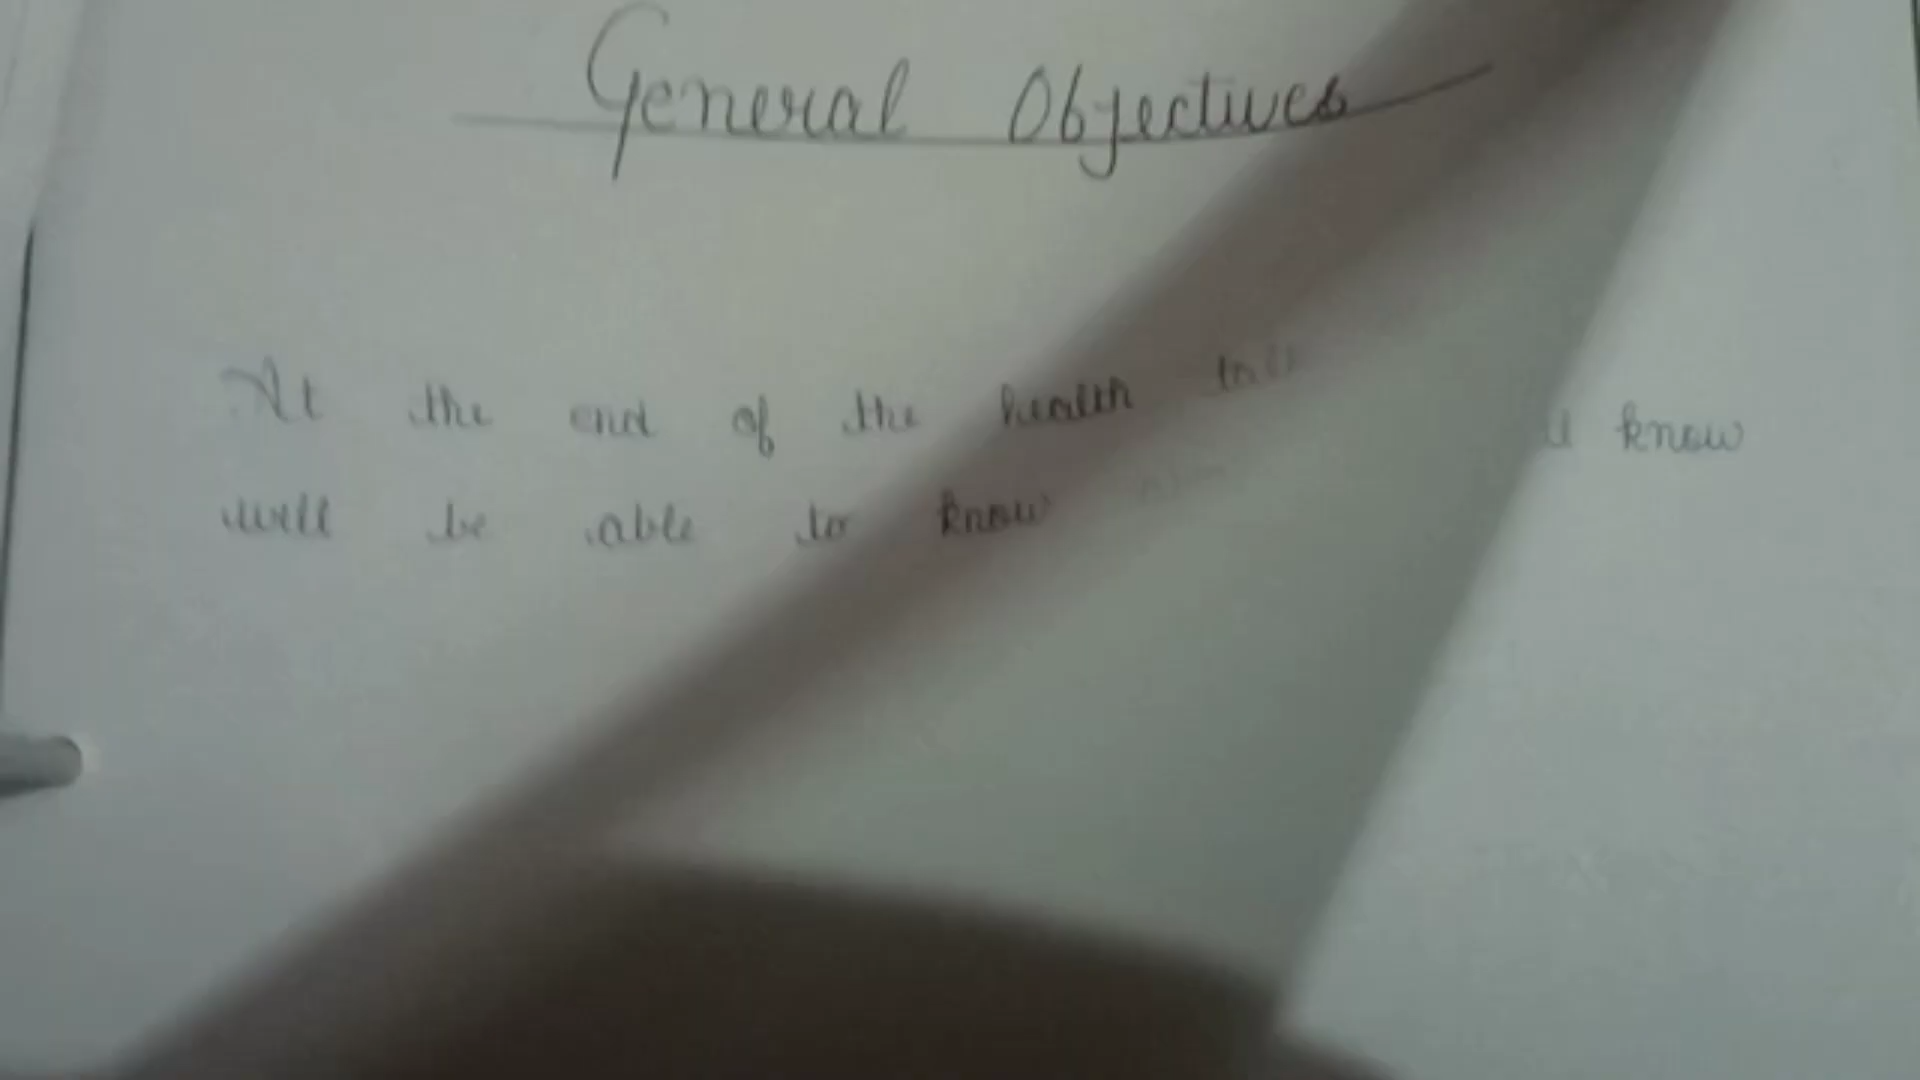 General Objectives
At the end of the health
know
will be able to know